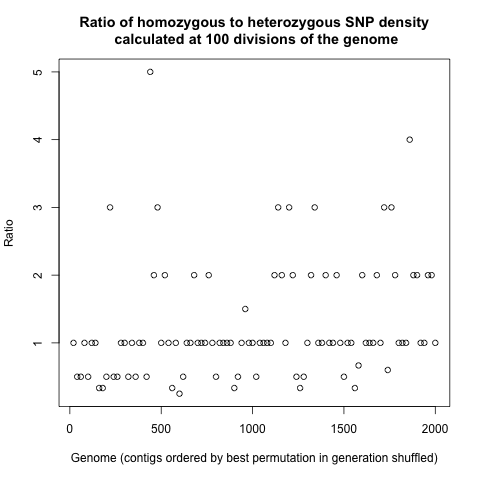 Ratio of homozygous to heterozygous SNP density
calculated at 100 divisions of the genome
Ratio
5
4
3
2
1
0
500
1000
1500
2000
Genome (contigs ordered by best permutation in generation shuffled)